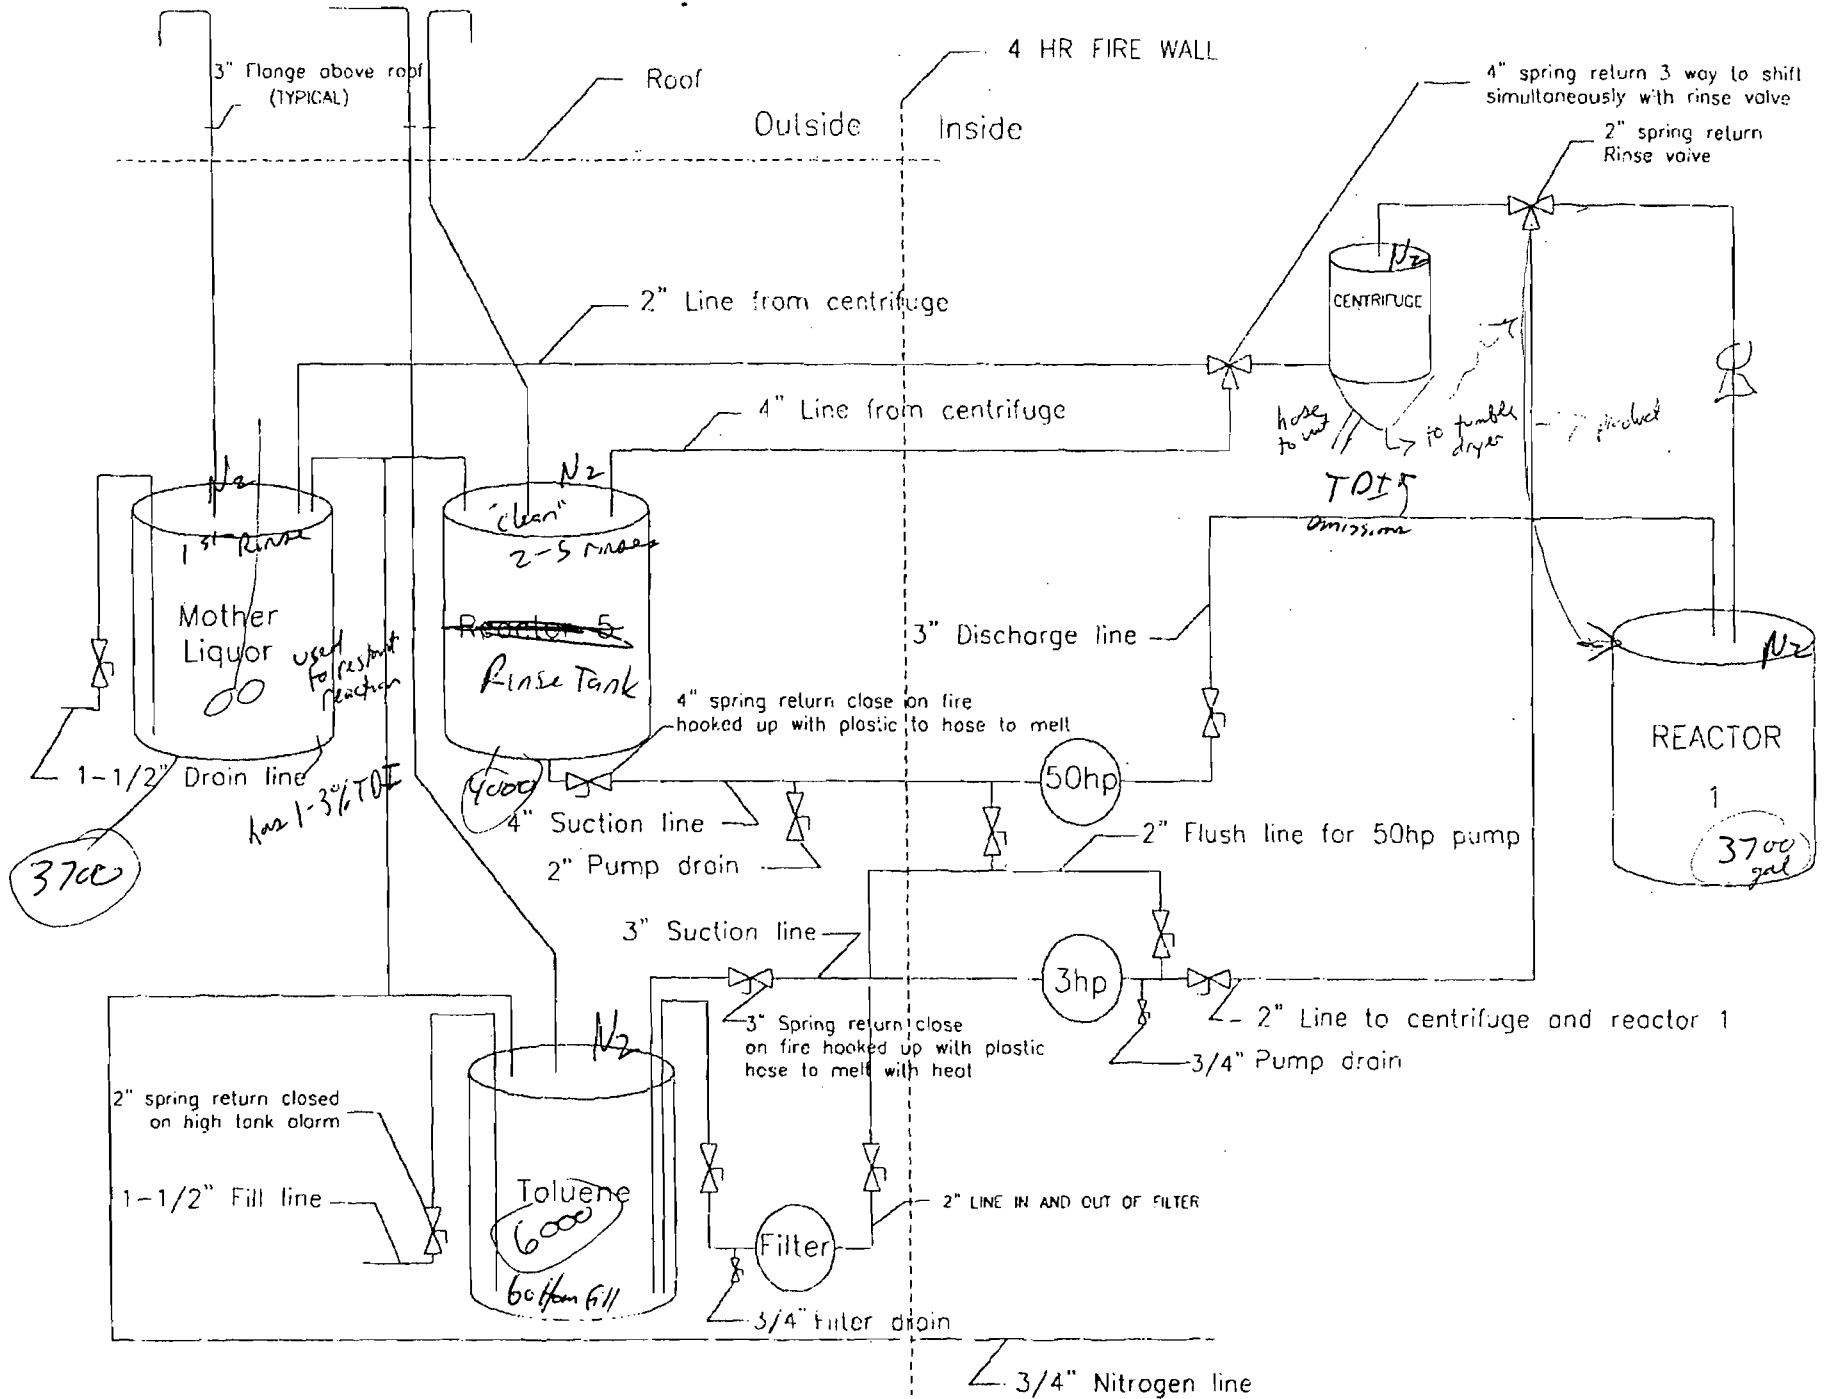 4 HR FIRE WALL
3" Flange above roof
(TYPICAL)
Roof
Outside
Inside
4" spring return 3 way to shift
simultaneously with rinse valve
2" spring return
Rinse valve
N2
CENTRIFUGE
2" Line from centrifuge
4" Line from centrifuge
hose
to vent
to tumble
dryer
product
TDI
emissions
N2
N2
1st Rinse
"clean"
2-5 rinses
Mother
Liquor
used
to restart
reaction
Reactor 5
Rinse Tank
3" Discharge line
N2
REACTOR
1
3700
gal
4" spring return close on fire
hooked up with plastic to hose to melt
1-1/2" Drain line
has 1-3% TDI
3700
4000
50hp
4" Suction line
2" Pump drain
2" Flush line for 50hp pump
3" Suction line
3hp
2" Line to centrifuge and reactor 1
3/4" Pump drain
3" Spring return close
on fire hooked up with plastic
hose to melt with heat
N2
2" spring return closed
on high tank alarm
1-1/2" Fill line
Toluene
6000
bottom fill
2" LINE IN AND OUT OF FILTER
Filter
3/4" Filter drain
3/4" Nitrogen line